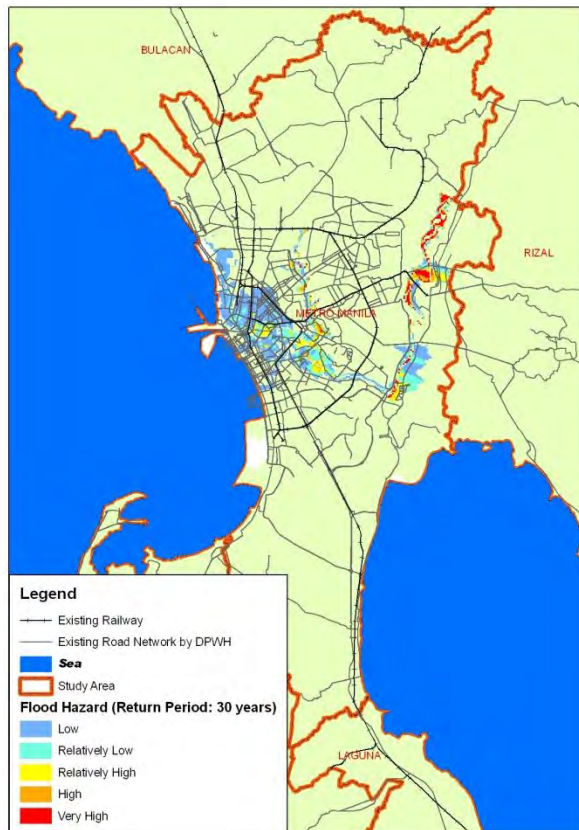 BULACAN
RIZAL
METRO MANILA
Legend
Existing Railway
Existing Road Network by DPWH
Sea
Study Area
Flood Hazard (Return Period: 30 years)
Low
Relatively Low
Relatively High
High
Very High
LAGUNA